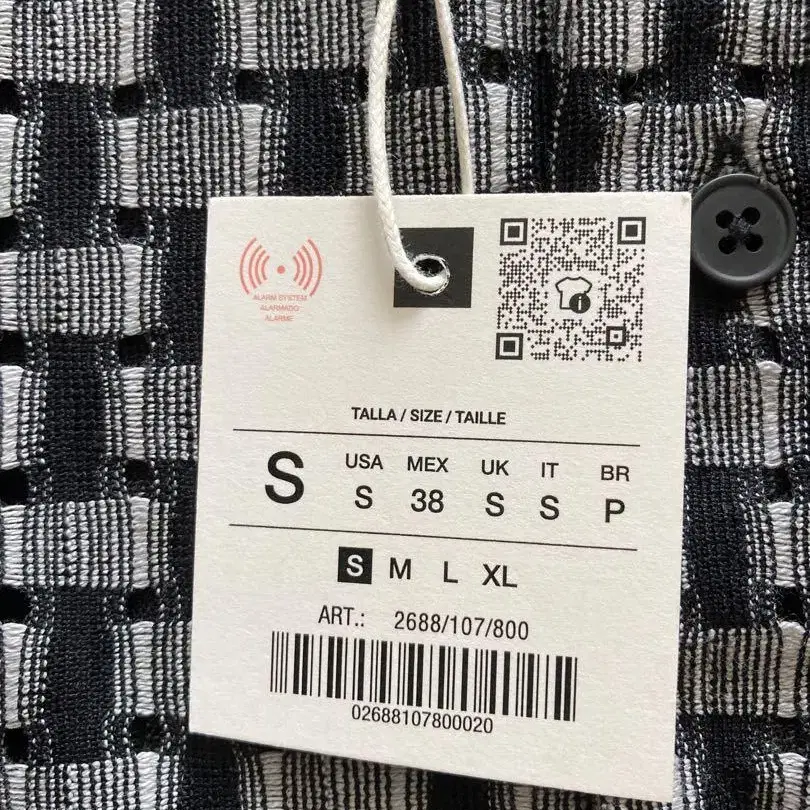 ALARM SYSTEM
ALARMADO
ALARME
i
TALLA / SIZE / TAILLE
S
USA MEX UK IT BR
S 38 S S P
S M L XL
ART.: 2688/107/800
02688107800020